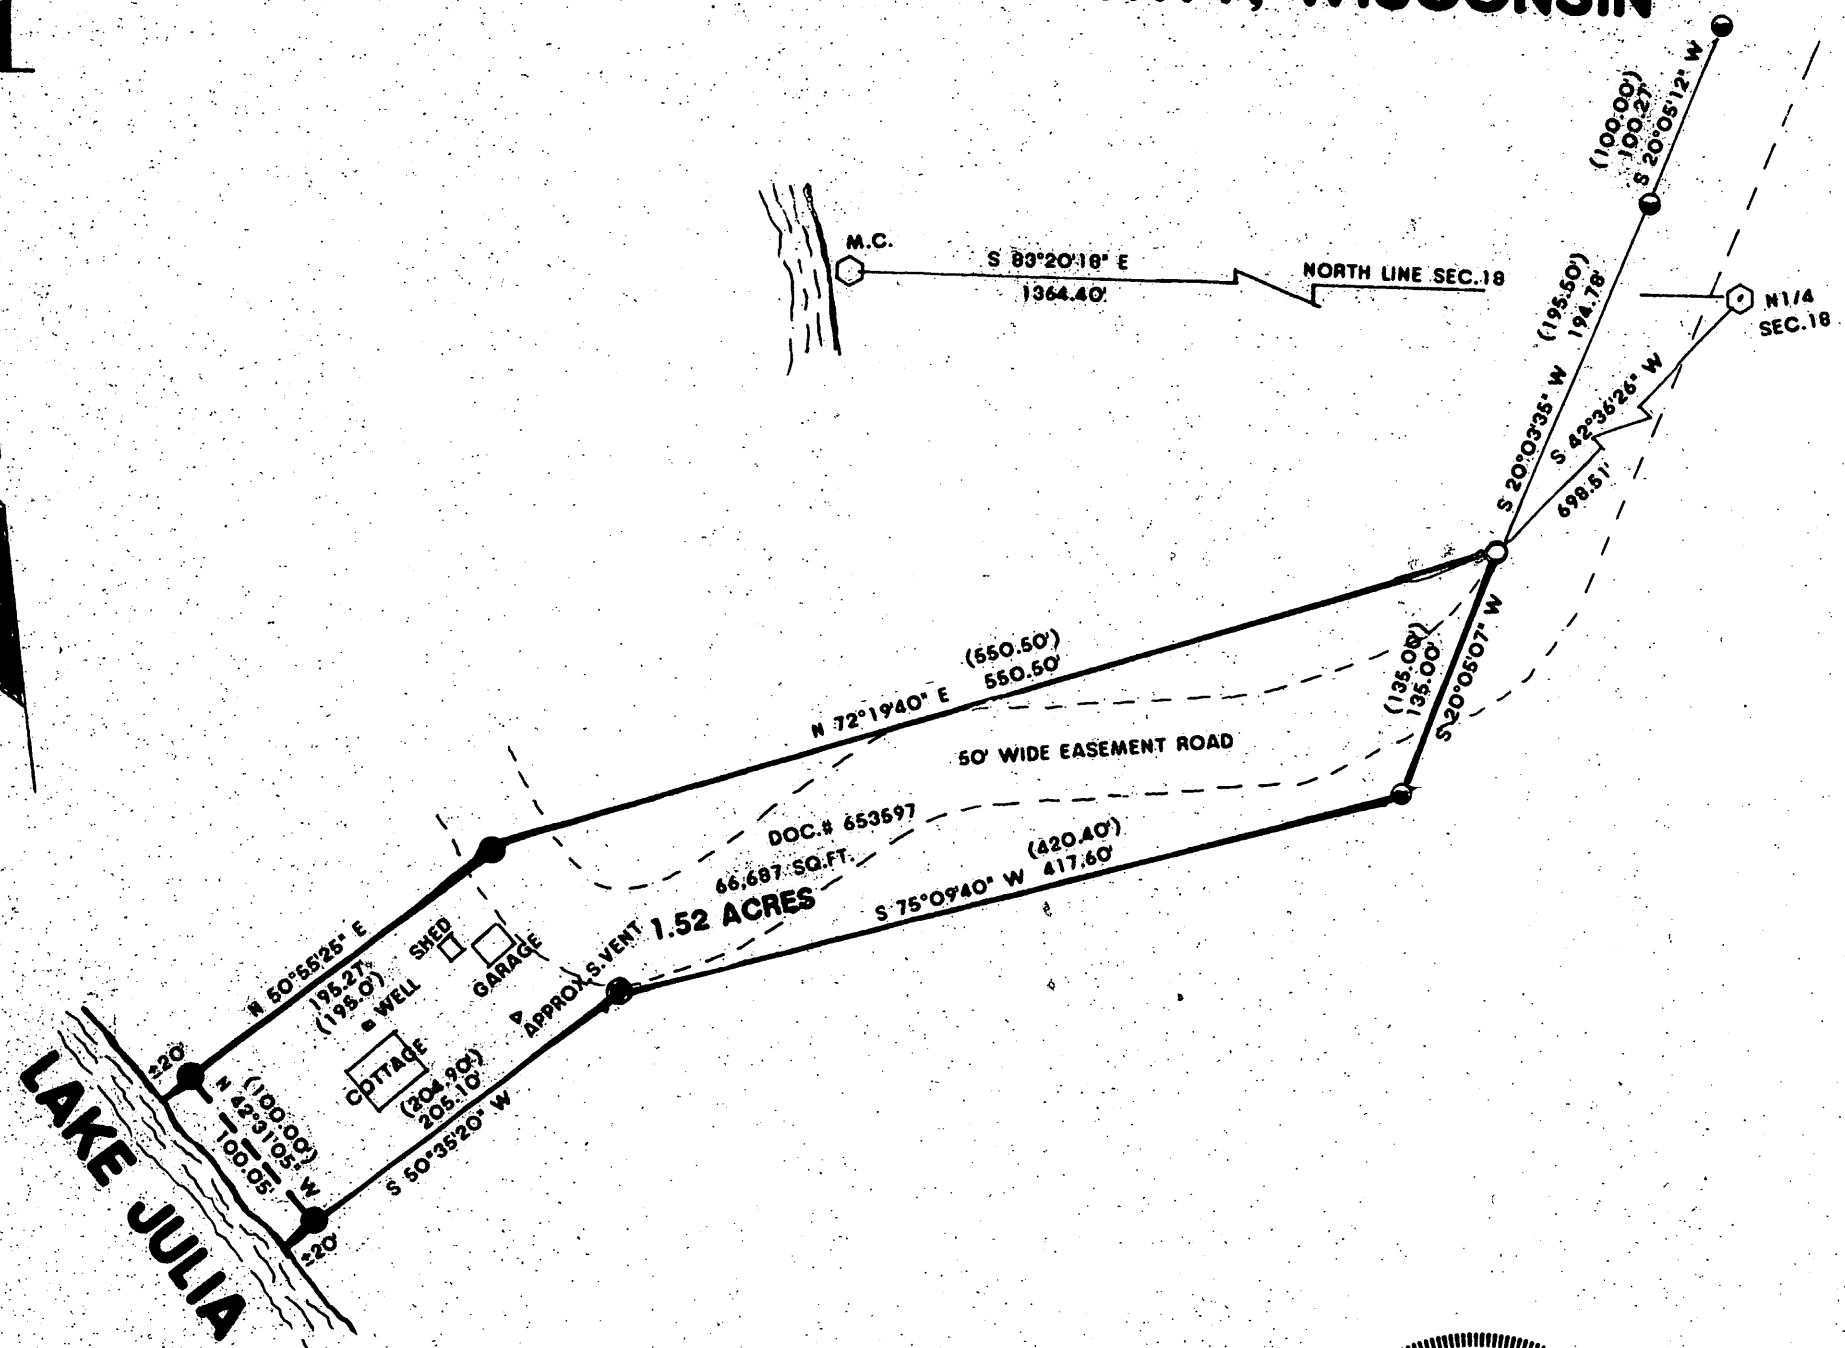 WISCONSIN
(100.00')
100.27'
S 20°05'12" W
M.C.
S 83°20'18" E
1364.40'
NORTH LINE SEC.18
N1/4
SEC.18
(195.50')
194.78'
S 20°03'35" W
S 42°36'26" W
698.51'
(550.50')
550.50'
N 72°19'40" E
(135.00')
135.00'
S 20°05'07" W
50' WIDE EASEMENT ROAD
DOC.# 653597
66,687 SQ.FT.
1.52 ACRES
(420.40')
417.60'
S 75°09'40" W
SHED
GARAGE
APPROX. S.VENT
N 50°55'25" E
195.27'
(195.0')
WELL
COTTAGE
(204.90')
205.10'
S 50°35'20" W
±20'
(100.00')
N 42°31'05" W
100.05'
±20'
LAKE JULIA